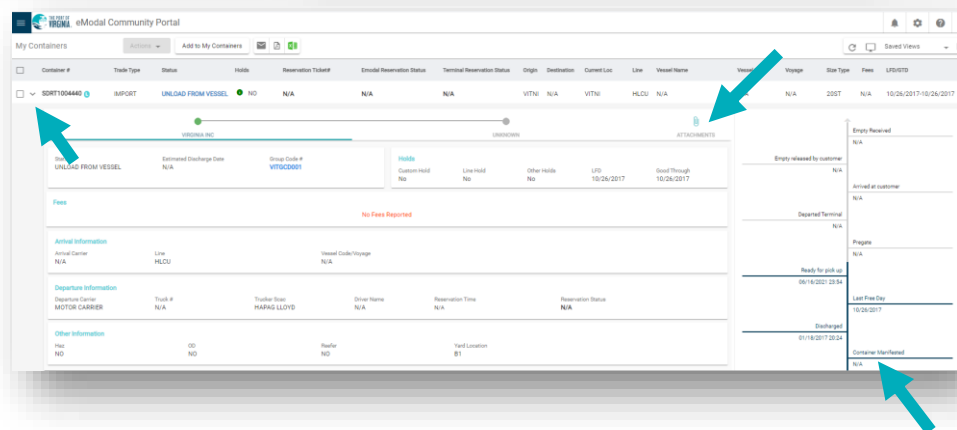 THE PORT OF
VIRGINIA eModal Community Portal
My Containers Actions Add to My Containers Saved Views
Container # Trade Type Status Holds Reservation Ticket# Emodal Reservation Status Terminal Reservation Status Origin Destination Current Loc Line Vessel Name Vessel Voyage Size Type Fees LFD/GTD
SDRT1004440 IMPORT UNLOAD FROM VESSEL NO N/A N/A N/A VITNI N/A VITNI HLCU N/A N/A 20ST N/A 10/26/2017-10/26/2017
VIRGINIA INC UNKNOWN ATTACHMENTS
Estimated Discharge Date Group Code #
UNLOAD FROM VESSEL N/A VITGCD001
Holds
Custom Hold Line Hold Other Holds LFD Good Through
No No No 10/26/2017 10/26/2017
Fees
No Fees Reported
Arrival Information
Arrival Carrier Line Vessel Code/Voyage
N/A HLCU N/A
Departure Information
Departure Carrier Truck # Trucker Scac Driver Name Reservation Time Reservation Status
MOTOR CARRIER N/A HAPAG LLOYD N/A N/A N/A
Other Information
Haz OD Reefer Yard Location
NO NO NO B1
Empty Received
N/A
Empty released by customer
N/A
Arrived at customer
N/A
Departed Terminal
N/A
Pregate
N/A
Ready for pick up
06/16/2021 23:54
Last Free Day
10/26/2017
Discharged
01/18/2017 20:24
Container Manifested
N/A